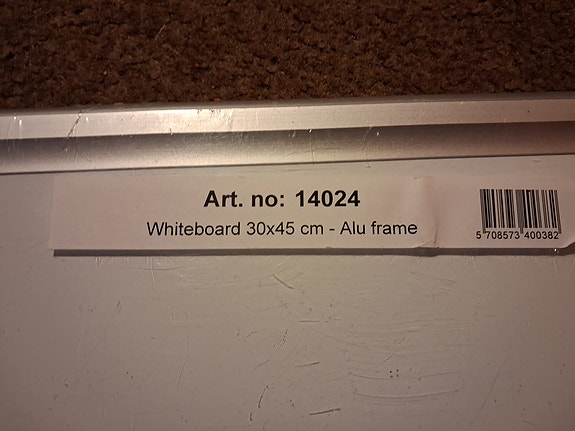 Art. no: 14024
Whiteboard 30x45 cm - Alu frame
5 708573 400382